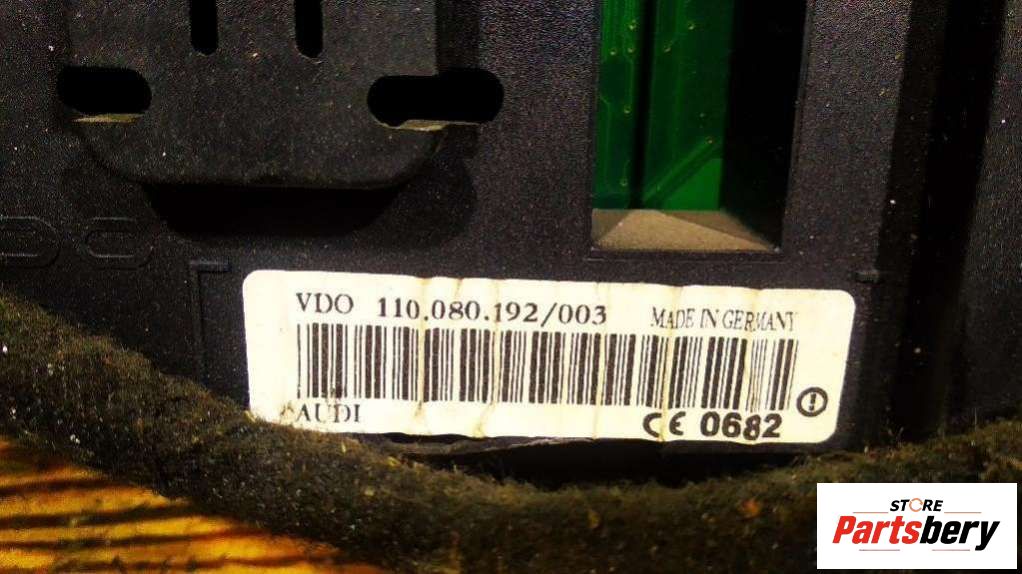 VDO 110.080.192/003 MADE IN GERMANY
AUDI CE 0682
STORE
Partsbery